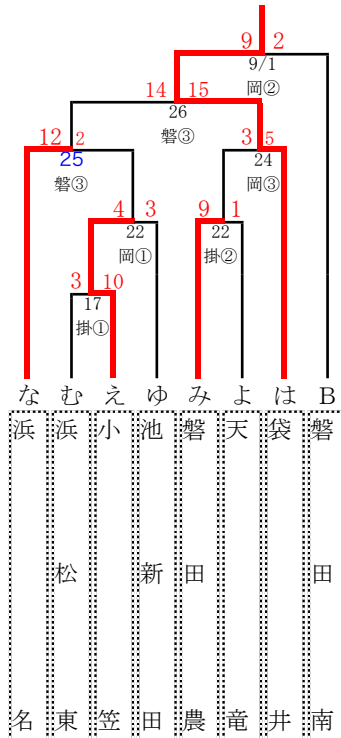 9 2
9/1
岡②
14 15
26
磐③
12 2
25
磐③
3 5
24
岡③
4 3
22
岡①
9 1
22
掛②
3 10
17
掛①
な む え ゆ み よ は B
浜名
浜松東
小笠
池新田
磐田農
天竜
袋井
磐田南